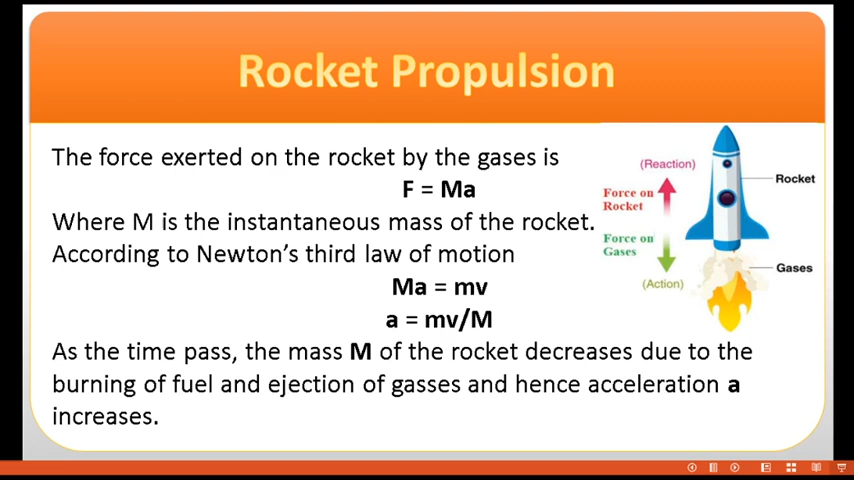 Rocket Propulsion
The force exerted on the rocket by the gases is
F = Ma
Where M is the instantaneous mass of the rocket.
According to Newton's third law of motion
Ma = mv
a = mv/M
As the time pass, the mass M of the rocket decreases due to the
burning of fuel and ejection of gasses and hence acceleration a
increases.
(Reaction)
Rocket
Force on
Rocket
Force on
Gases
Gases
(Action)